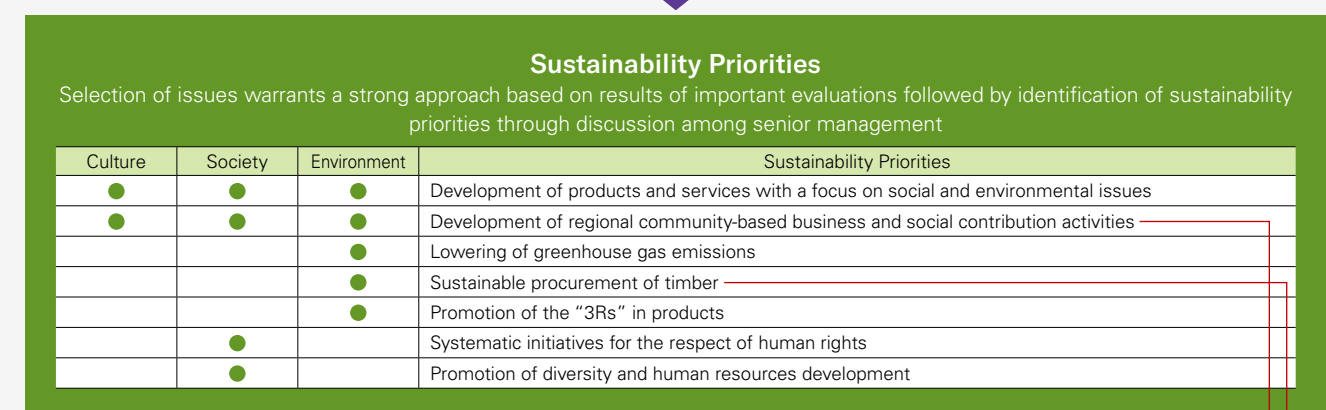 Sustainability Priorities
Selection of issues warrants a strong approach based on results of important evaluations followed by identification of sustainability
priorities through discussion among senior management
Culture Society Environment Sustainability Priorities
Development of products and services with a focus on social and environmental issues
Development of regional community-based business and social contribution activities
Lowering of greenhouse gas emissions
Sustainable procurement of timber
Promotion of the “3Rs” in products
Systematic initiatives for the respect of human rights
Promotion of diversity and human resources development